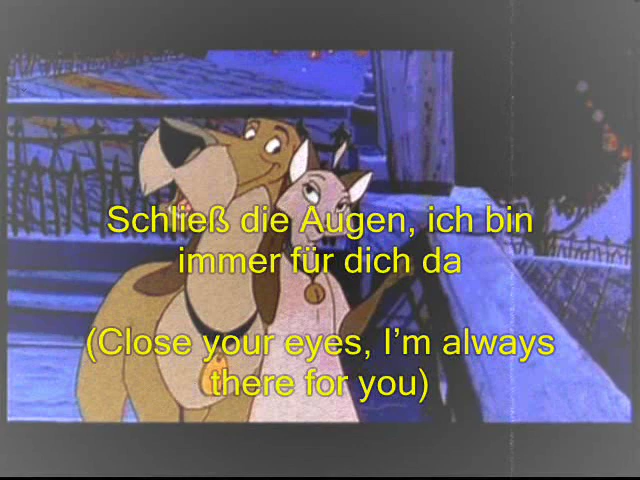 Schließ die Augen, ich bin
immer für dich da
(Close your eyes, I’m always
there for you)